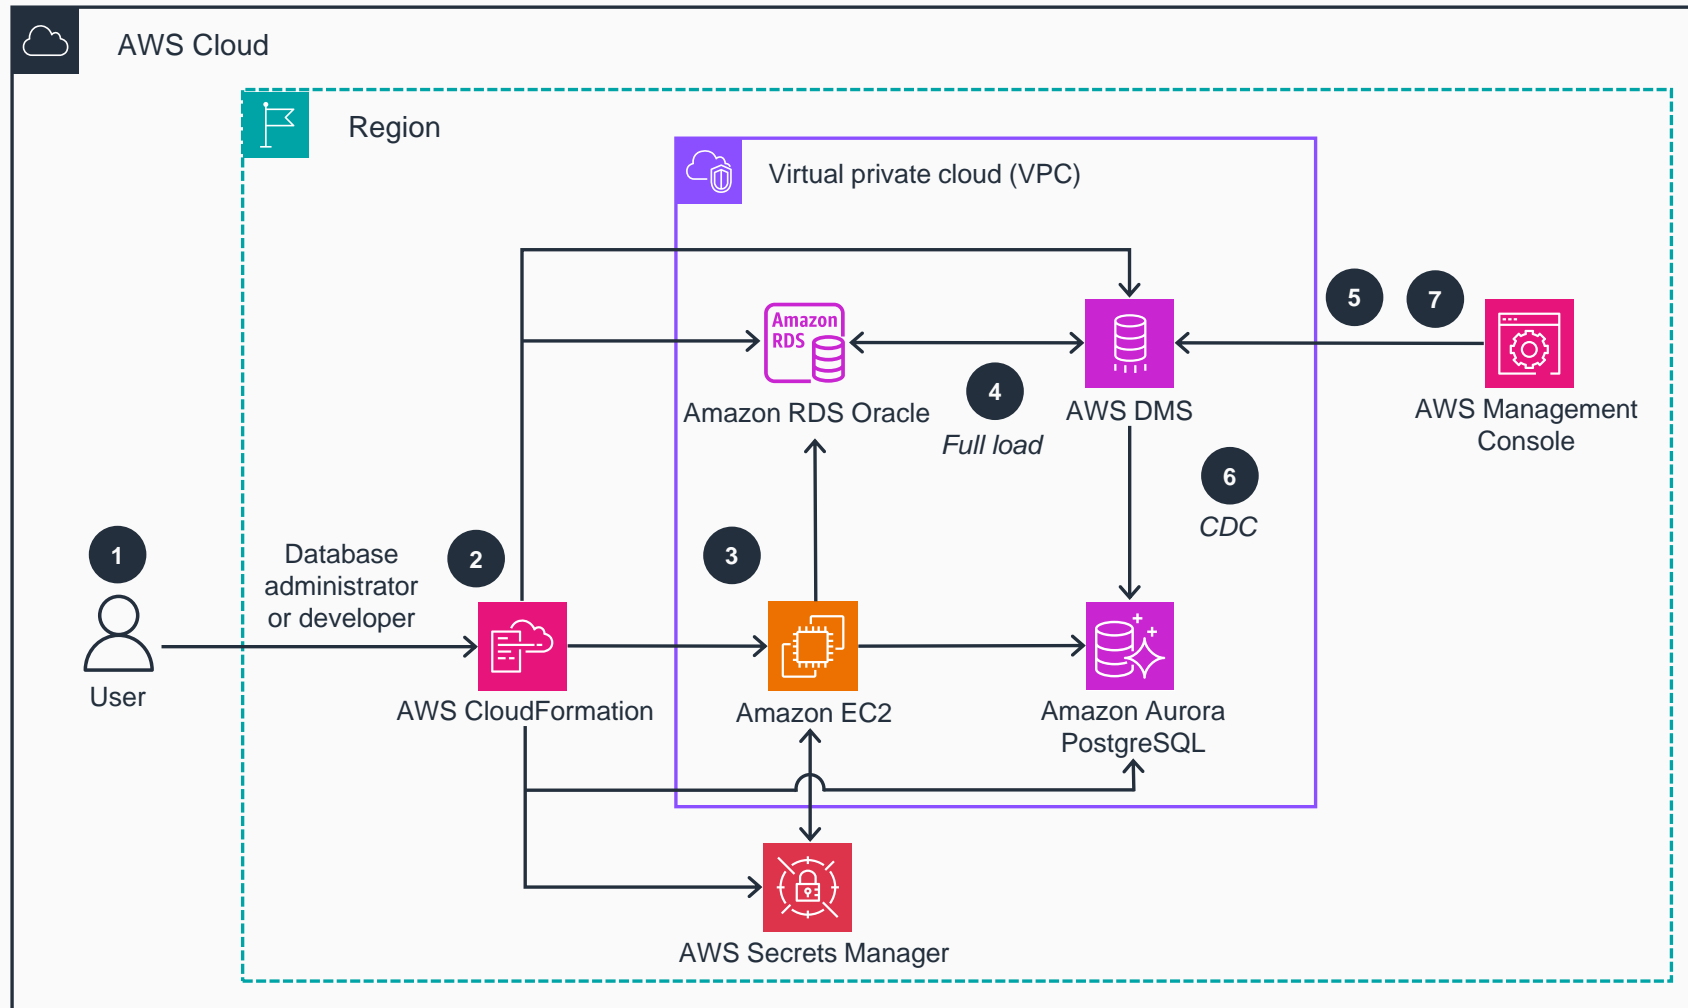 AWS Cloud
Region
Virtual private cloud (VPC)
Amazon
RDS
Amazon RDS Oracle
4
Full load
AWS DMS
5
7
AWS Management
Console
6
CDC
1
User
Database
administrator
or developer
2
AWS CloudFormation
3
Amazon EC2
Amazon Aurora
PostgreSQL
AWS Secrets Manager